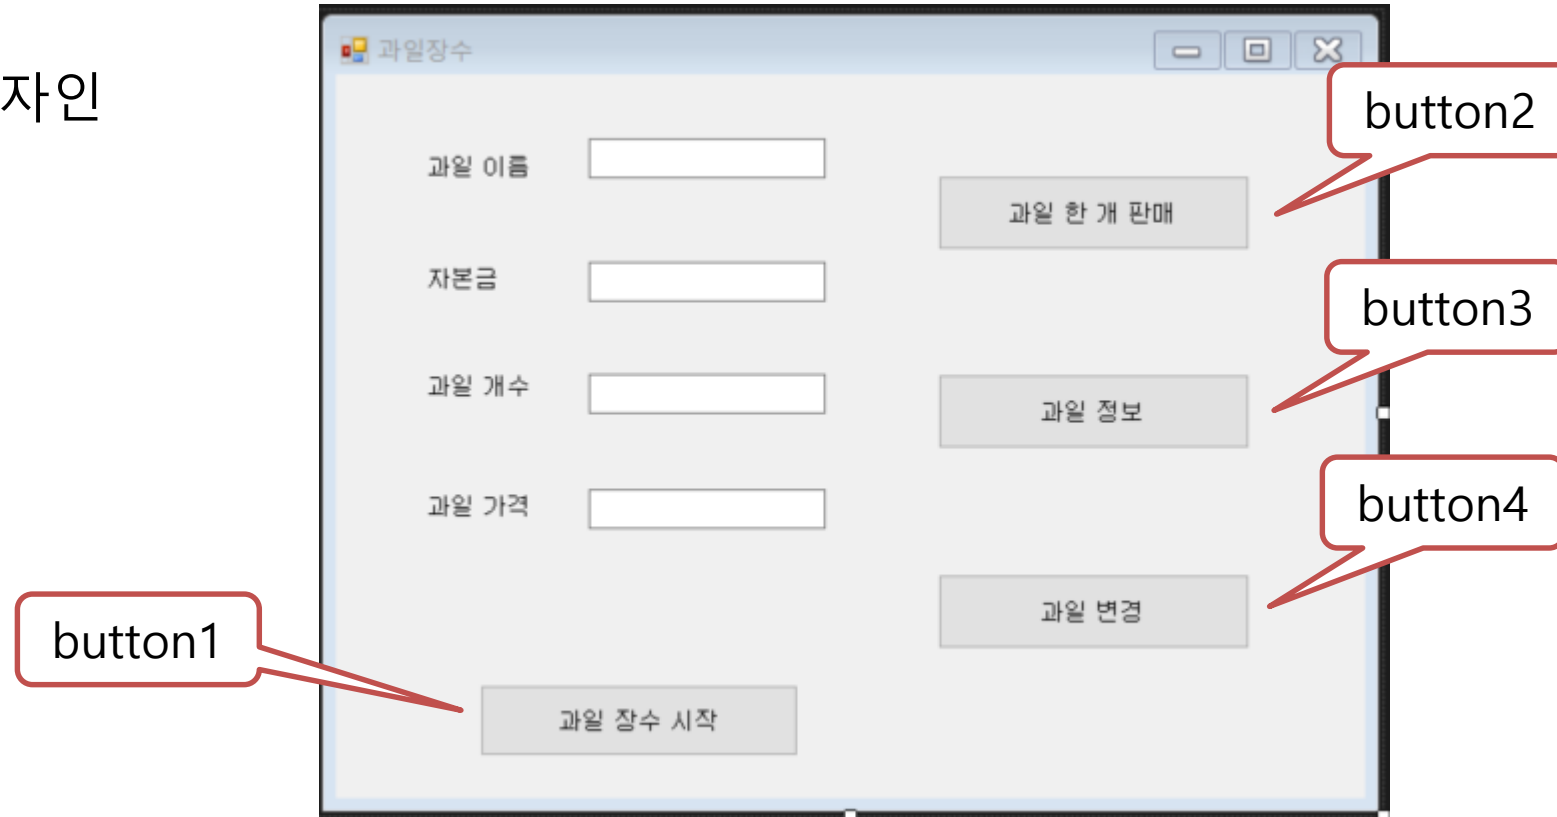 자인
과일장수
button2
과일 이름
과일 한 개 판매
자본금
button3
과일 개수
과일 정보
button4
과일 가격
과일 변경
button1
과일 장수 시작